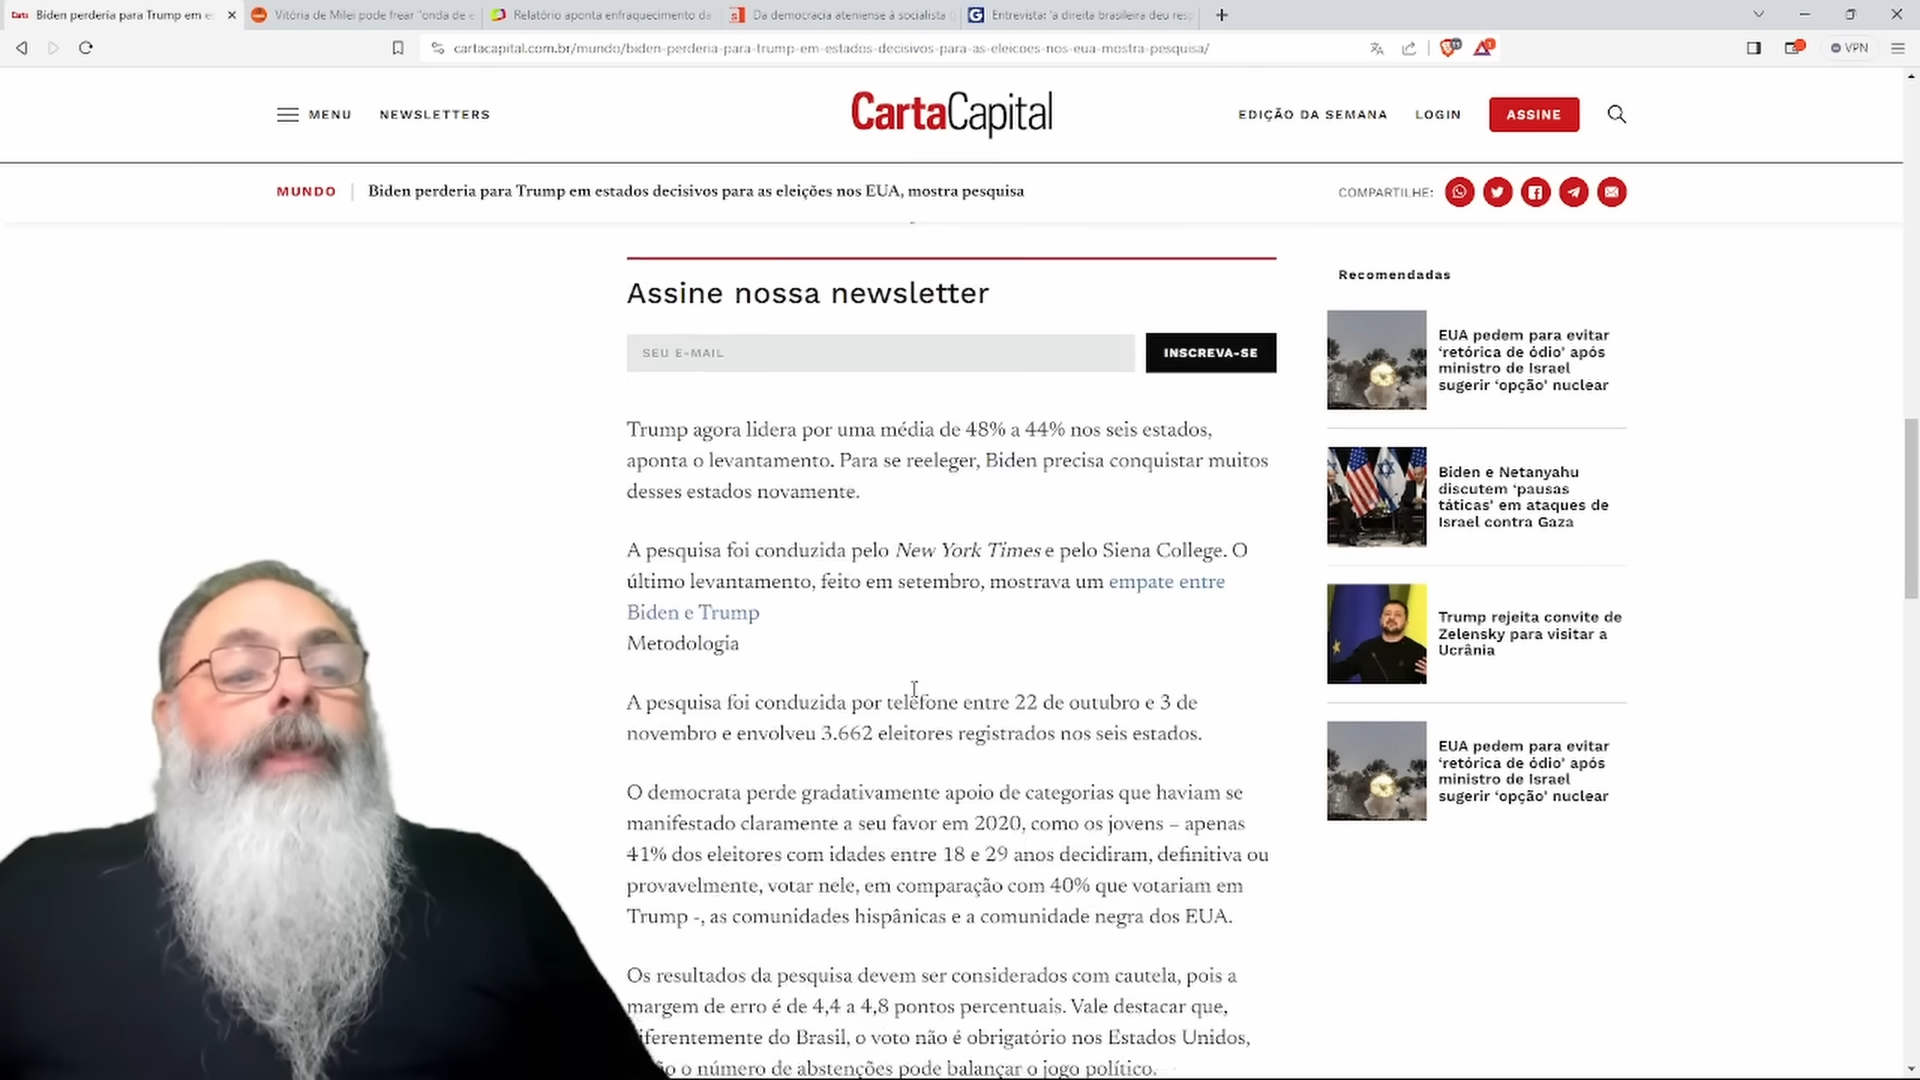 Biden perderia para Trump em es
Vitória de Milei pode frear "onda de e
Relatório aponta enfraquecimento da
Da democracia ateniense à socialista (
Entrevista: 'a direita brasileira deu resp
cartacapital.com.br/mundo/biden-perderia-para-trump-em-estados-decisivos-para-as-eleicoes-nos-eua-mostra-pesquisa/
VPN
MENU
NEWSLETTERS
CartaCapital
EDIÇÃO DA SEMANA
LOGIN
ASSINE
MUNDO
Biden perderia para Trump em estados decisivos para as eleições nos EUA, mostra pesquisa
COMPARTILHE:
Assine nossa newsletter
SEU E-MAIL
INSCREVA-SE
Trump agora lidera por uma média de 48% a 44% nos seis estados,
aponta o levantamento. Para se reeleger, Biden precisa conquistar muitos
desses estados novamente.
A pesquisa foi conduzida pelo New York Times e pelo Siena College. O
último levantamento, feito em setembro, mostrava um empate entre
Biden e Trump
Metodologia
A pesquisa foi conduzida por telefone entre 22 de outubro e 3 de
novembro e envolveu 3.662 eleitores registrados nos seis estados.
O democrata perde gradativamente apoio de categorias que haviam se
manifestado claramente a seu favor em 2020, como os jovens – apenas
41% dos eleitores com idades entre 18 e 29 anos decidiram, definitiva ou
provavelmente, votar nele, em comparação com 40% que votariam em
Trump -, as comunidades hispânicas e a comunidade negra dos EUA.
Os resultados da pesquisa devem ser considerados com cautela, pois a
margem de erro é de 4,4 a 4,8 pontos percentuais. Vale destacar que,
iferentemente do Brasil, o voto não é obrigatório nos Estados Unidos,
o número de abstenções pode balançar o jogo político.
Recomendadas
EUA pedem para evitar
'retórica de ódio' após
ministro de Israel
sugerir 'opção' nuclear
Biden e Netanyahu
discutem 'pausas
táticas' em ataques de
Israel contra Gaza
Trump rejeita convite de
Zelensky para visitar a
Ucrânia
EUA pedem para evitar
'retórica de ódio' após
ministro de Israel
sugerir 'opção' nuclear